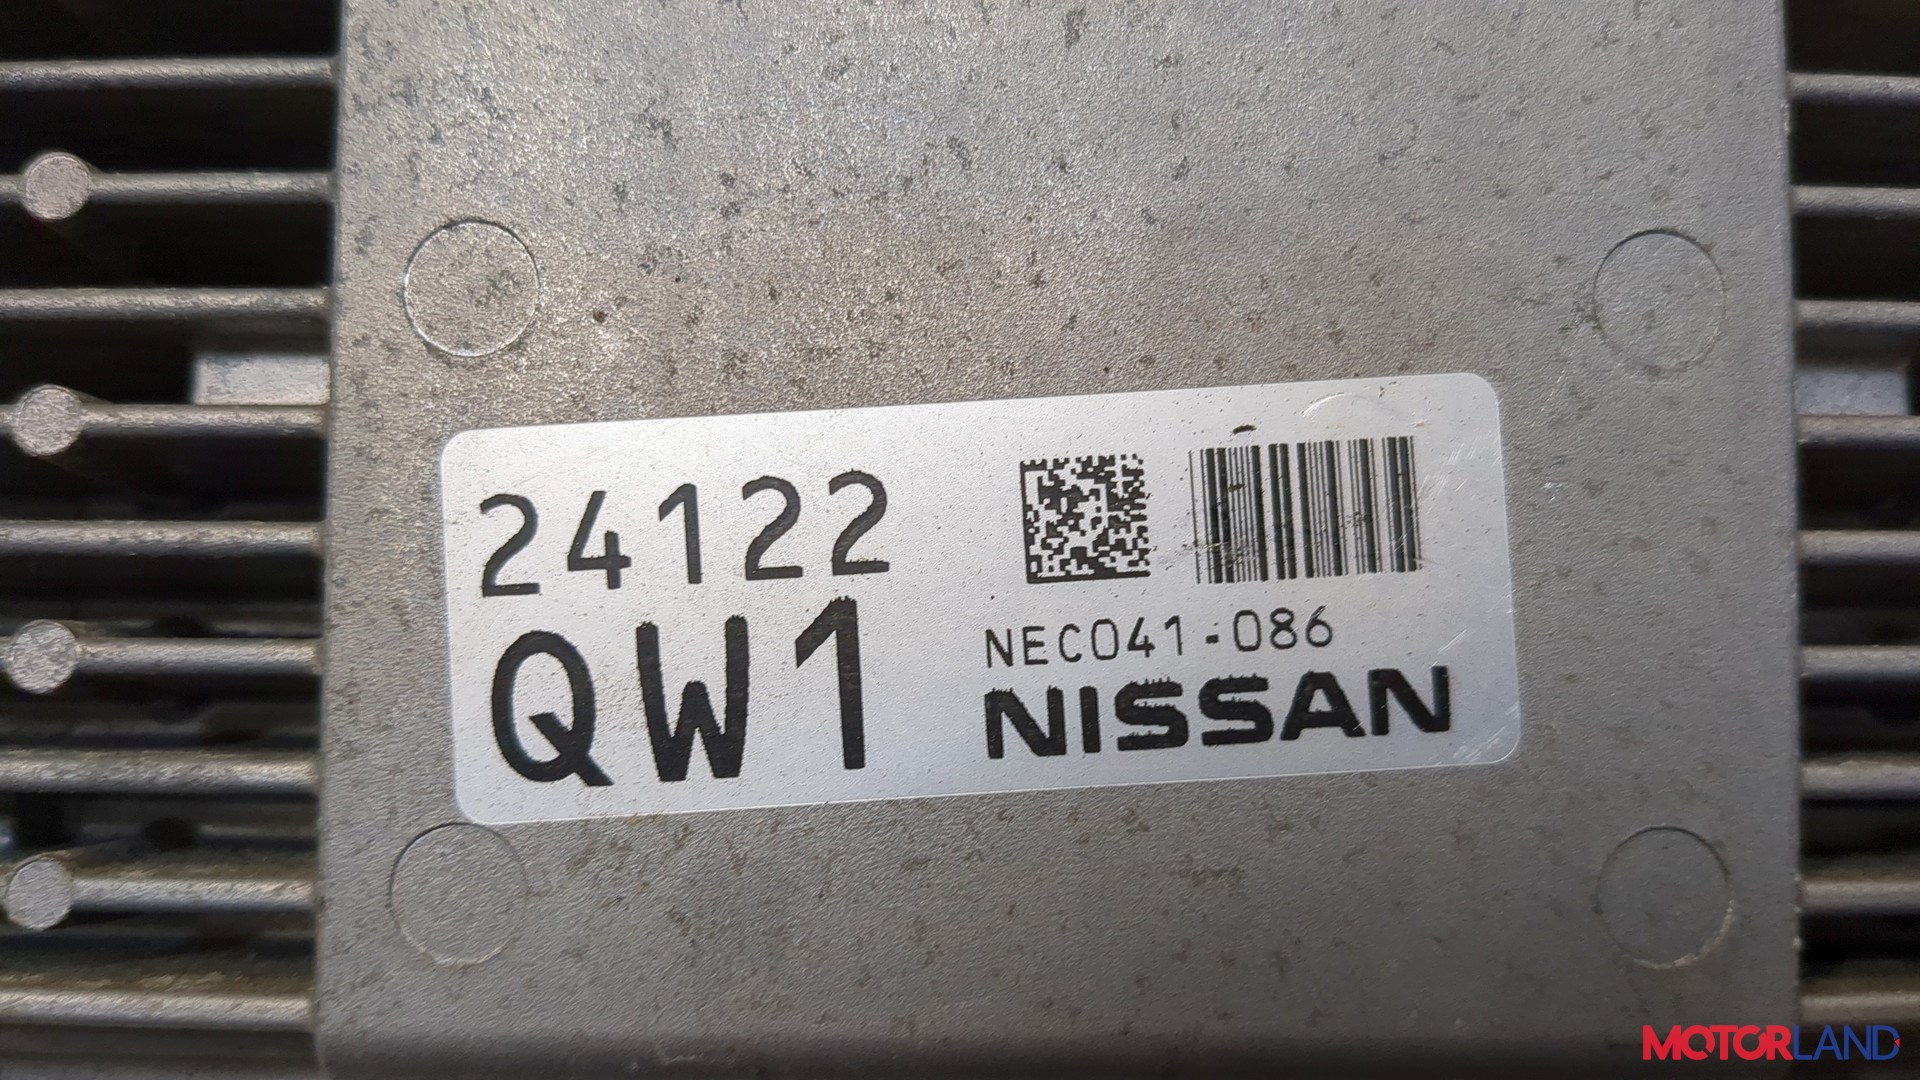 24122
QW1
NEC041-086
NISSAN
MOTORLAND